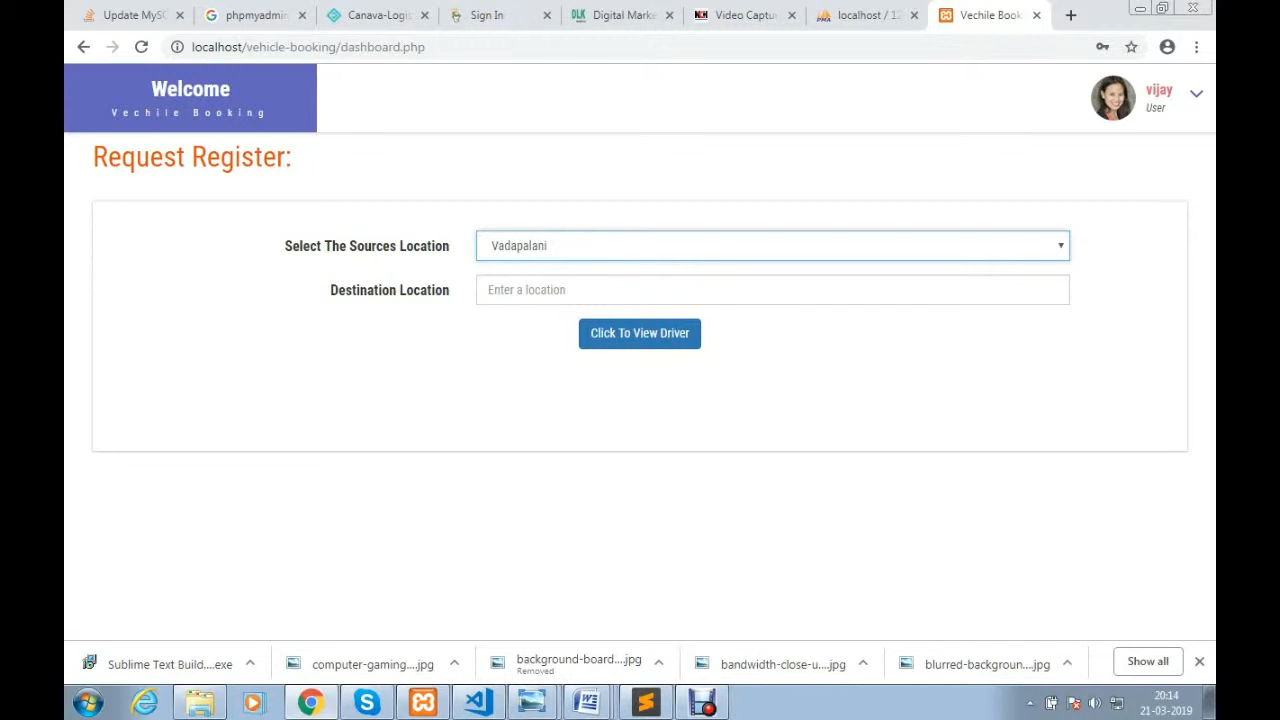 Update MySQ
phpmyadmin
Canava-Logis
Sign In
Digital Marke
Video Captu
localhost / 12
Vechile Book
localhost/vehicle-booking/dashboard.php
Welcome
Vechile Booking
vijay
User
Request Register:
Select The Sources Location
Vadapalani
Destination Location
Enter a location
Click To View Driver
Sublime Text Build....exe
computer-gaming....jpg
background-board...jpg
Removed
bandwidth-close-u....jpg
blurred-backgroun....jpg
Show all
20:14
21-03-2019